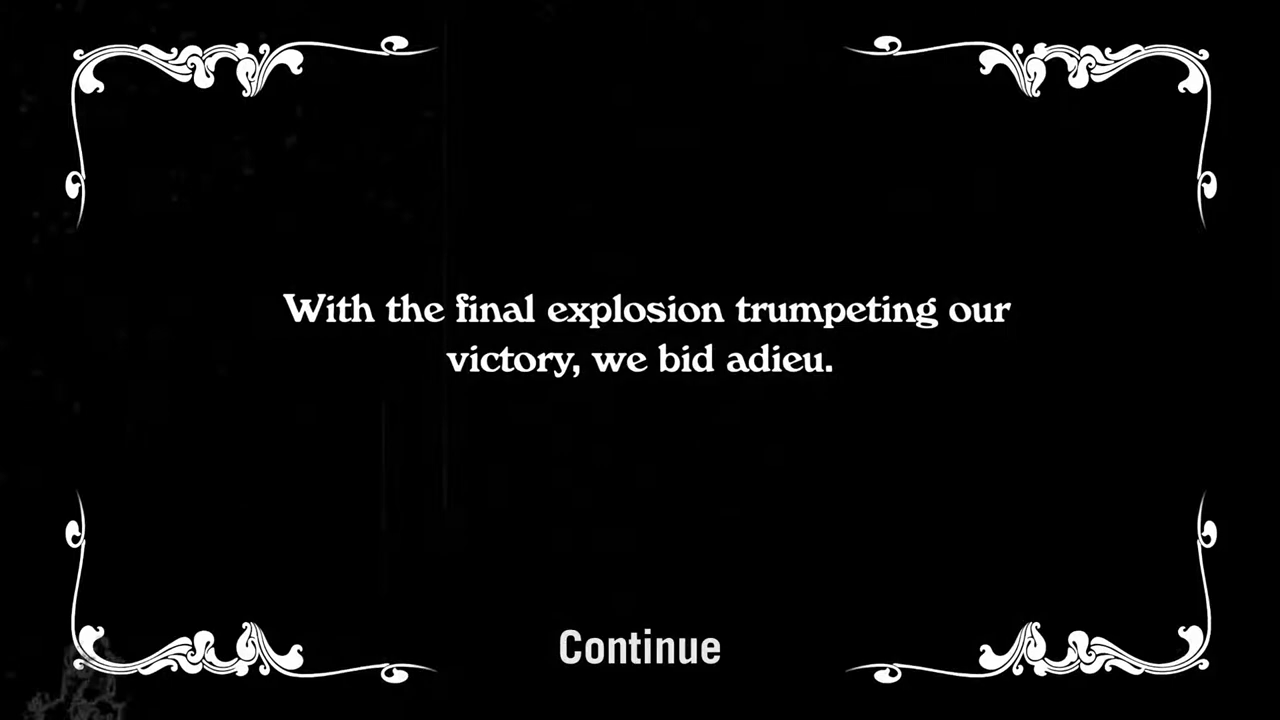 With the final explosion trumpeting our
victory, we bid adieu.
Continue